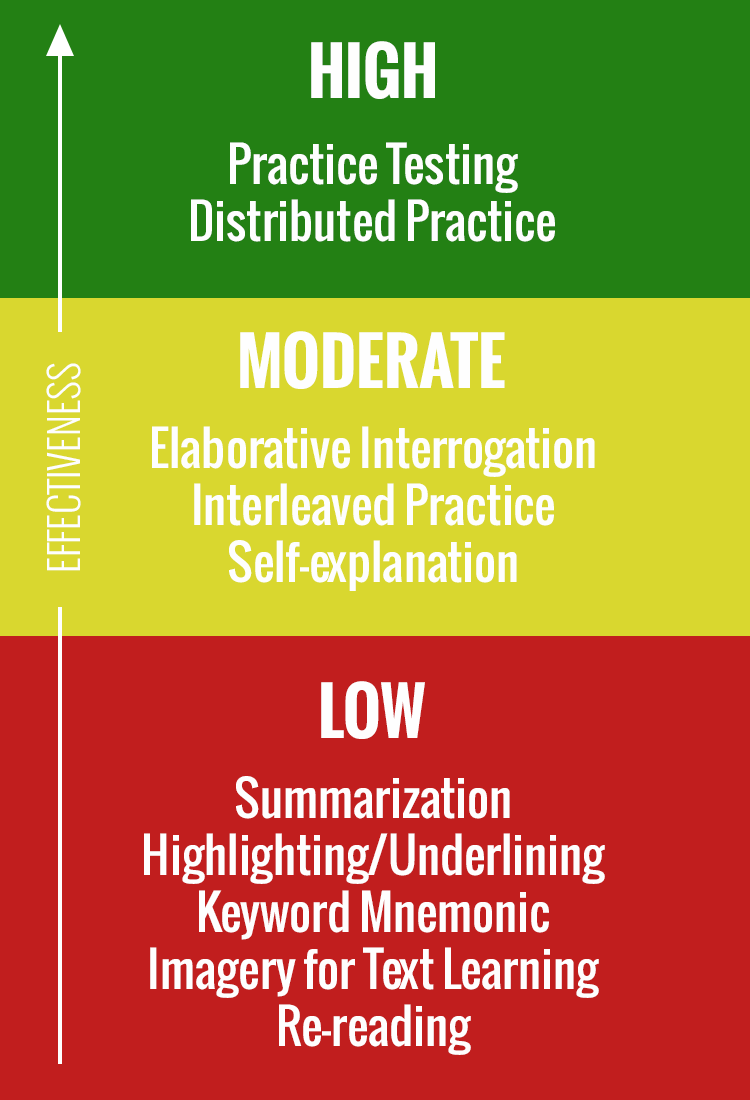 HIGH
Practice Testing
Distributed Practice
EFFECTIVENESS
MODERATE
Elaborative Interrogation
Interleaved Practice
Self-explanation
LOW
Summarization
Highlighting/Underlining
Keyword Mnemonic
Imagery for Text Learning
Re-reading